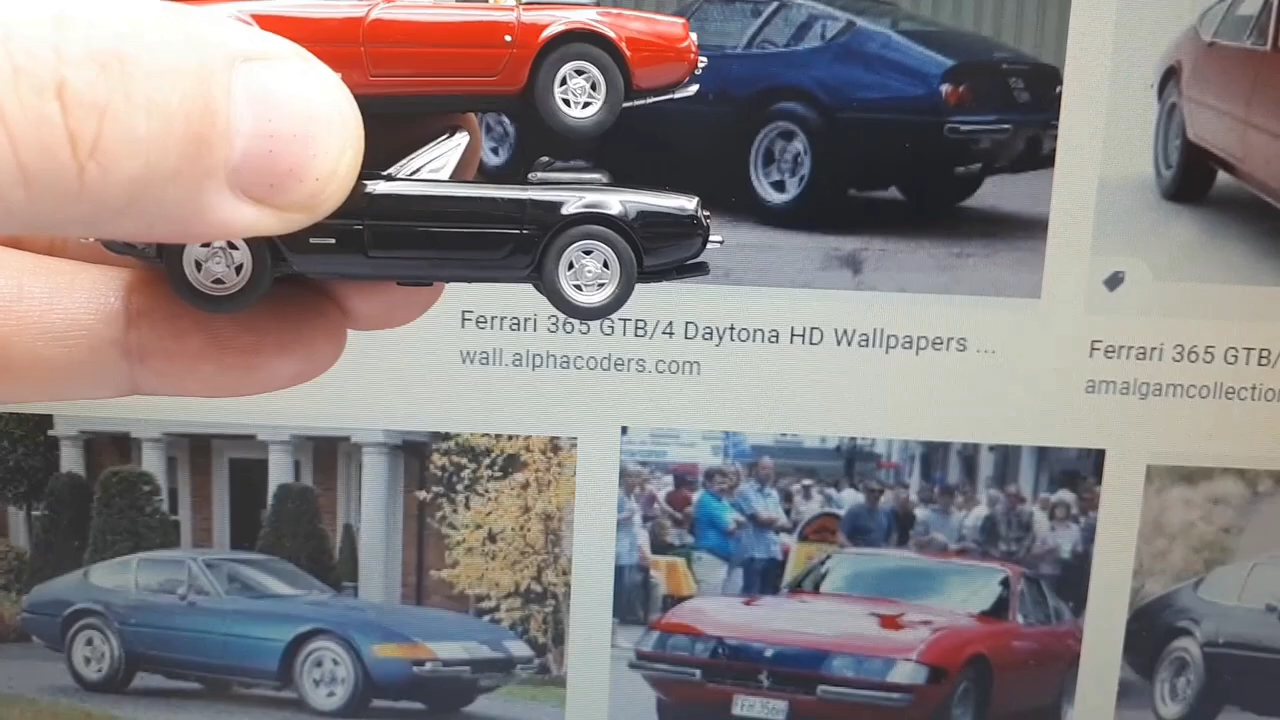 Ferrari 365 GTB/4 Daytona HD Wallpapers ...
wall.alphacoders.com
Ferrari 365 GTB/
amalgamcollection